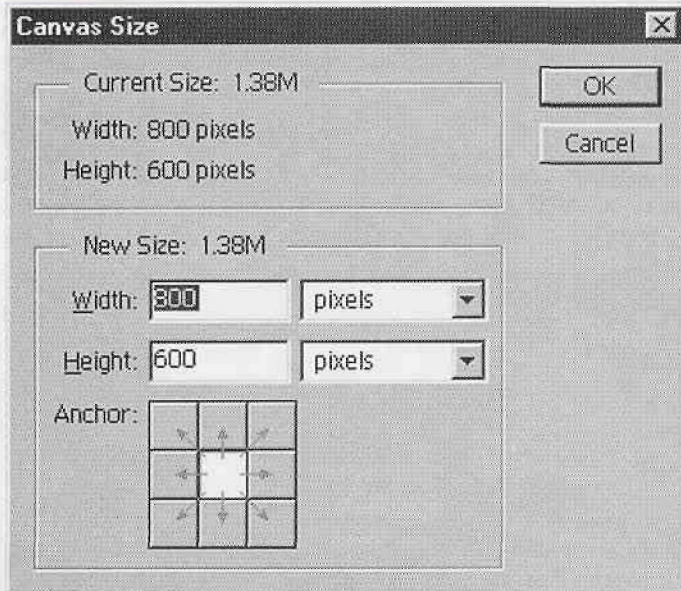 Canvas Size
Current Size: 1.38M
OK
Width: 800 pixels
Cancel
Height: 600 pixels
New Size: 1.38M
Width: 800 pixels
Height: 600 pixels
Anchor: